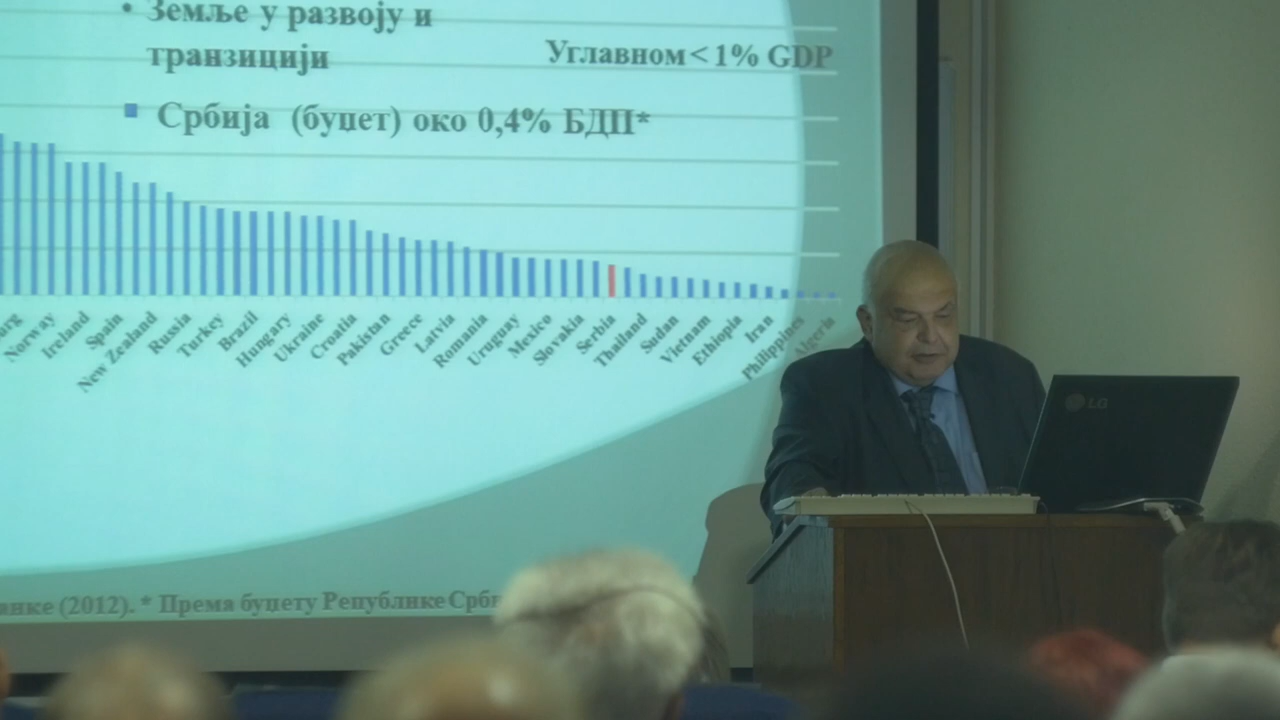 • Земље у развоју и
транзицији
Углавном < 1% GDP
Србија (буџет) око 0,4% БДП*
Norway
Ireland
Spain
New Zealand
Russia
Turkey
Brazil
Hungary
Ukraine
Croatia
Pakistan
Greece
Latvia
Romania
Uruguay
Mexico
Slovakia
Serbia
Thailand
Sudan
Vietnam
Ethiopia
Iran
Philippines
Algeria
(2012). * Према буџету Републике
LG